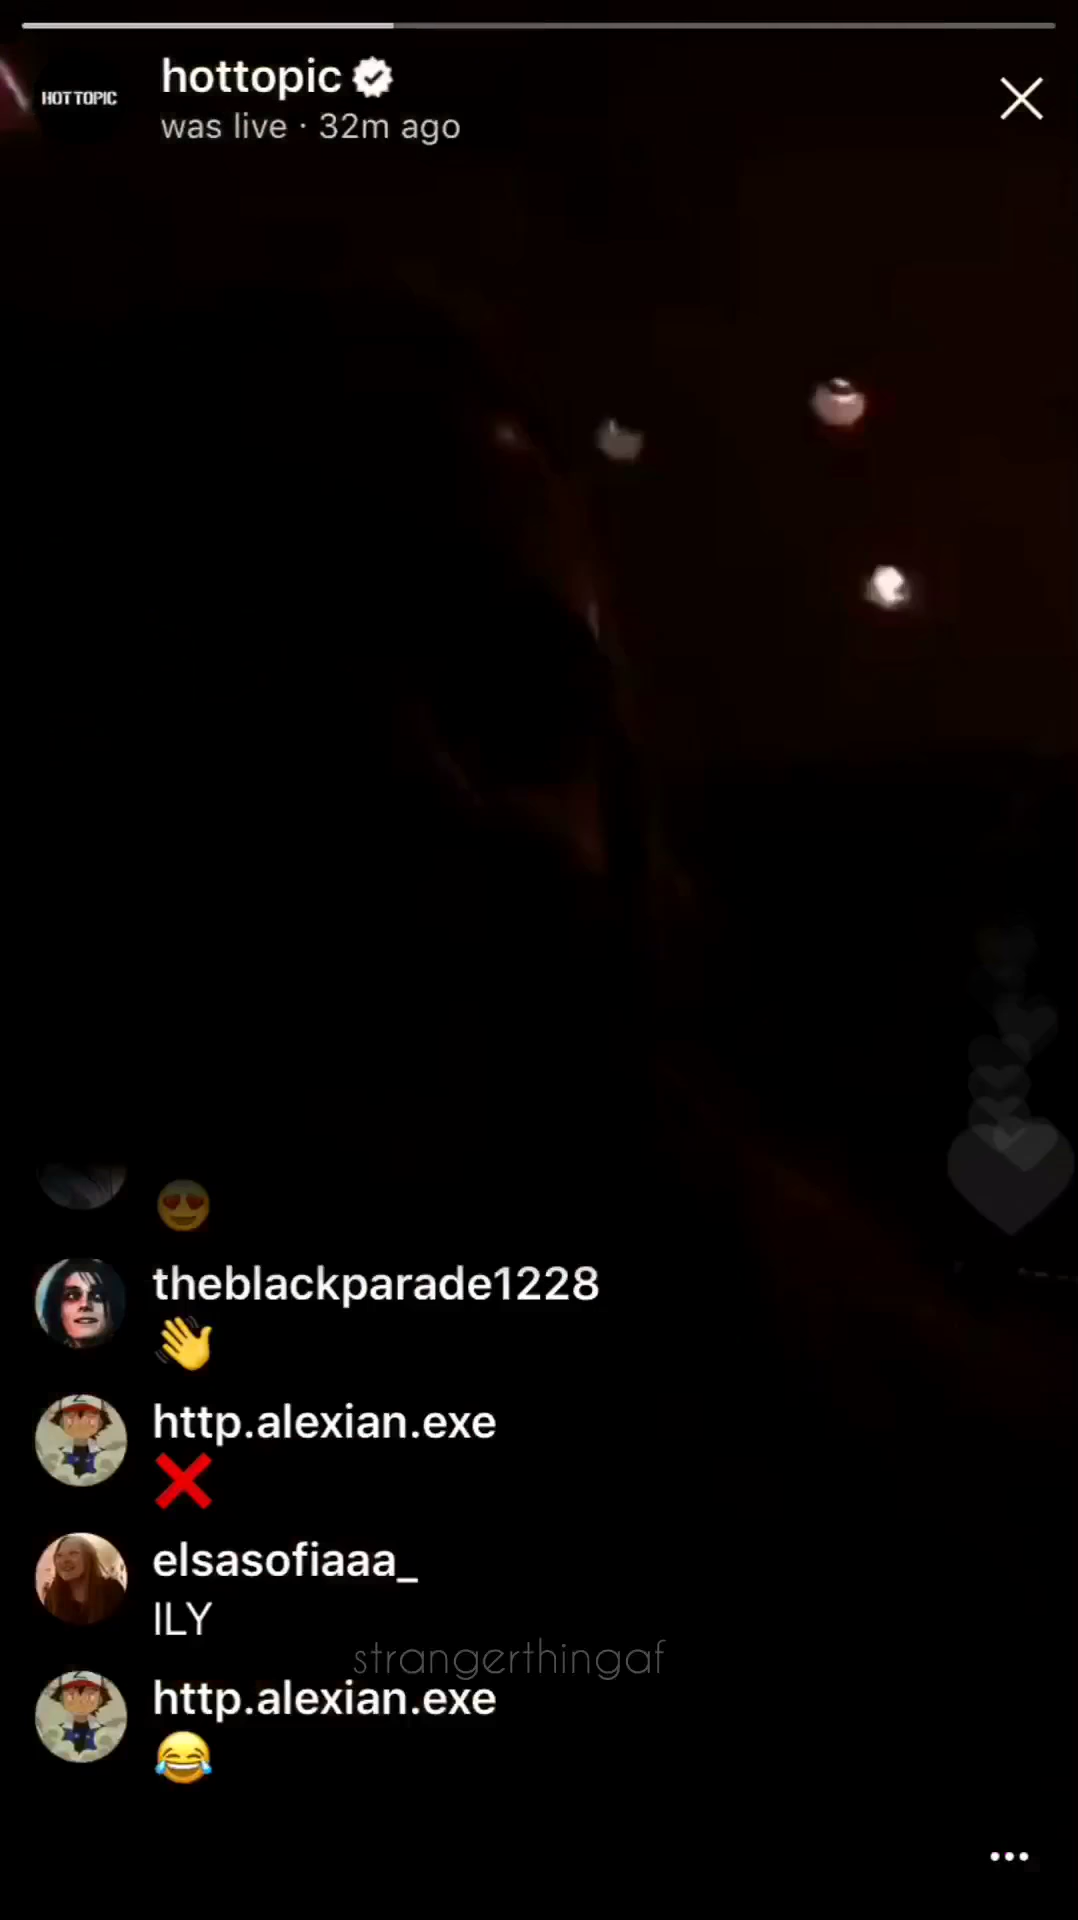 HOT TOPIC
hottopic
was live · 32m ago
😍
theblackparade1228
👋
http.alexian.exe
❌
elsasofiaaa_
ILY
strangerthingaf
http.alexian.exe
😂